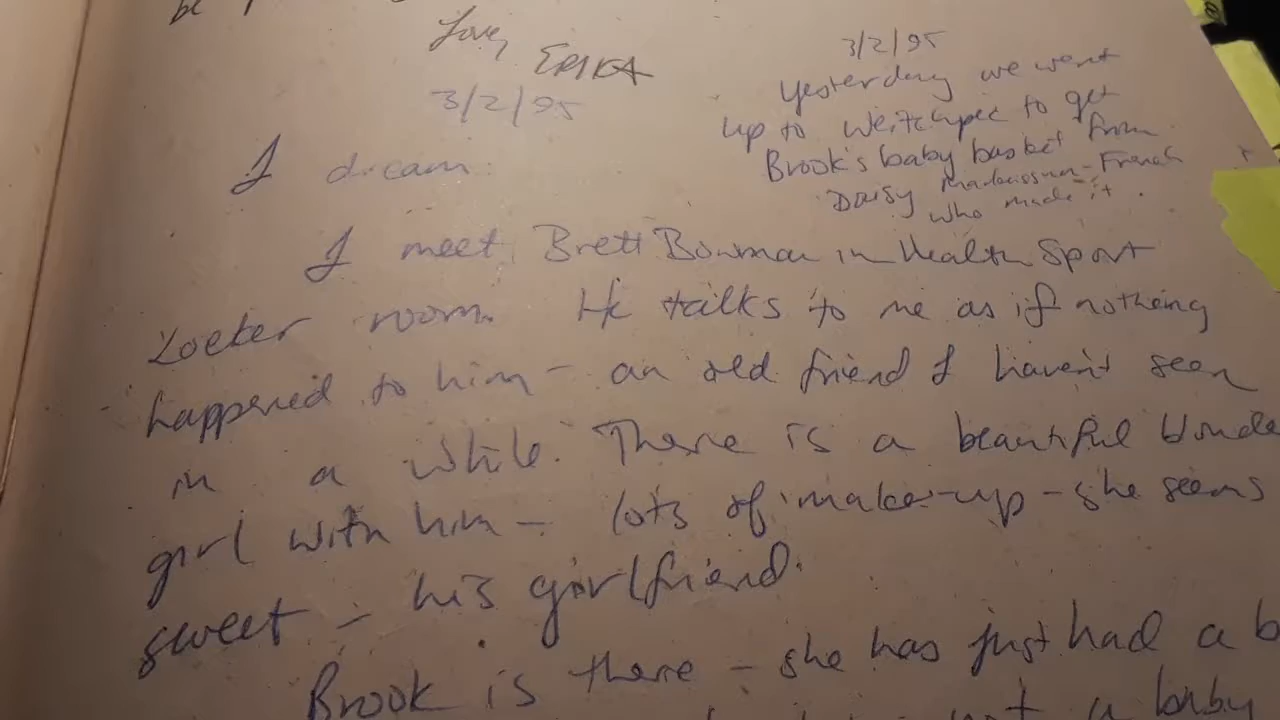 be
Love,
ERIKA
3/2/95
3/2/95
Yesterday we went
up to Weitchpec to get
Brook's baby basket from
Daisy French
who made it.
I dream.
I meet Brett Bowman in Health Sport
Locker room. He talks to me as if nothing
happened to him – an old friend I haven't seen
in a while. There is a beautiful blonde
girl with him – lots of make-up – she seems
sweet – his girlfriend.
Brook is there – she has just had a b
a baby